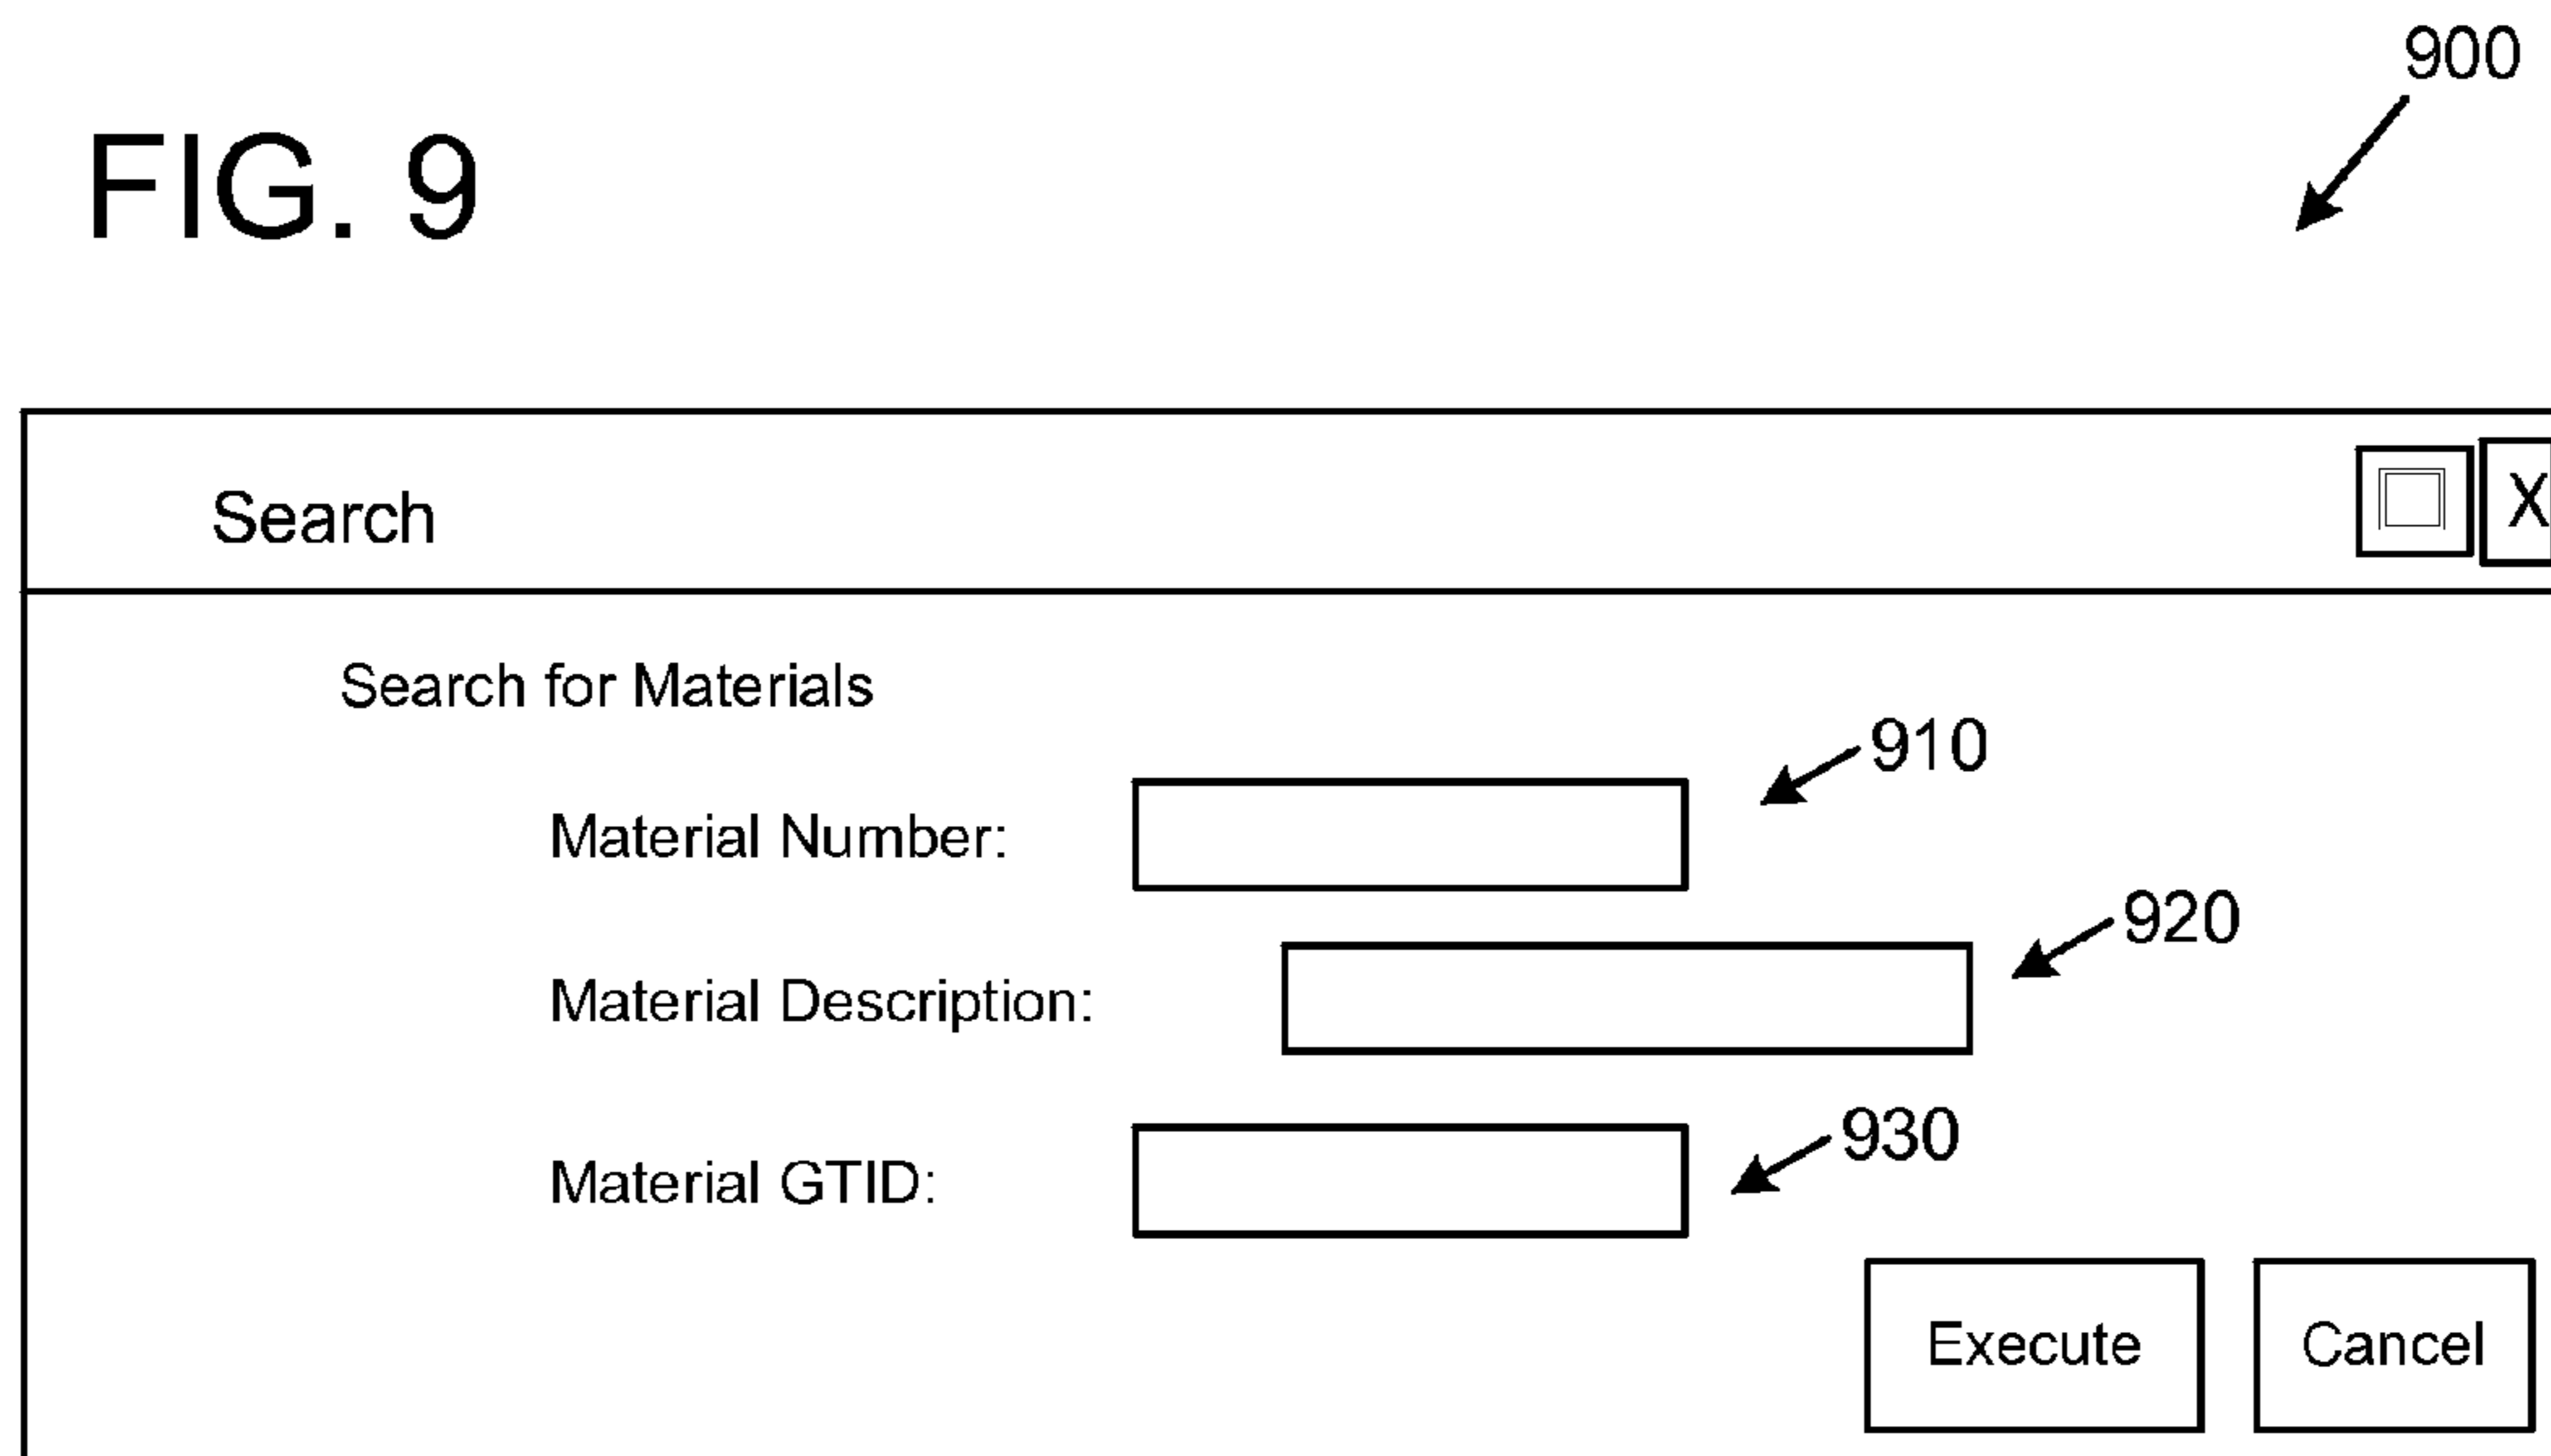 900
FIG. 9
Search X
Search for Materials
910
Material Number:
920
Material Description:
930
Material GTID:
Execute Cancel